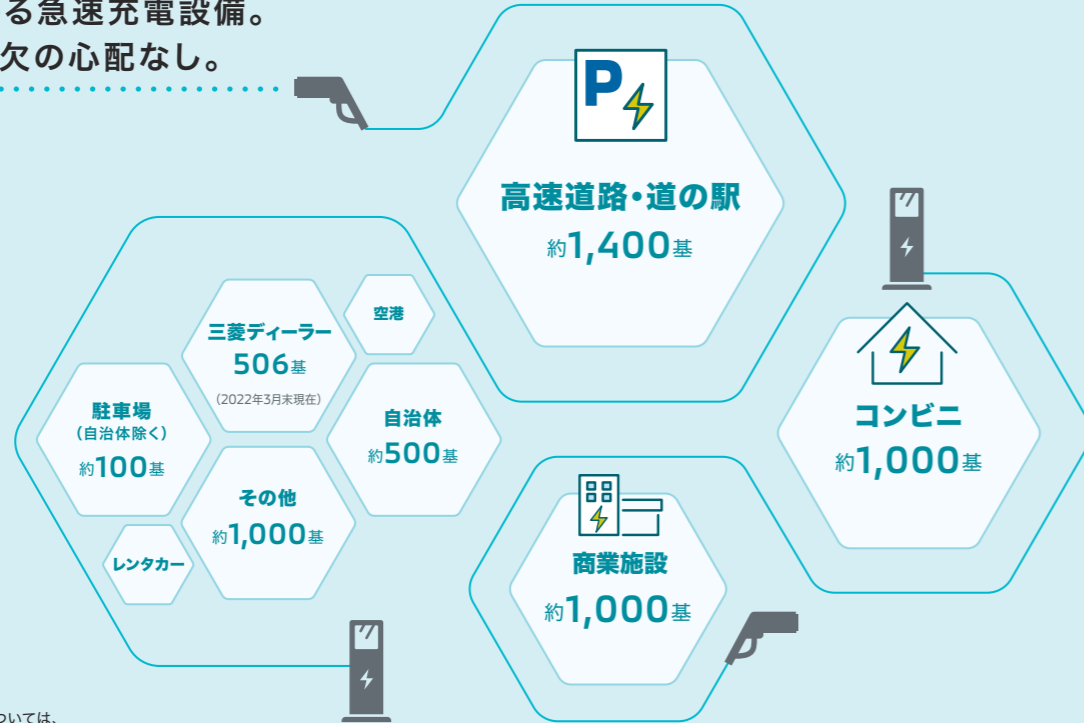 る急速充電設備。
欠の心配なし。
P
高速道路・道の駅
約1,400基
コンビニ
約1,000基
商業施設
約1,000基
空港
三菱ディーラー
506基
(2022年3月末現在)
自治体
約500基
駐車場
(自治体除く)
約100基
その他
約1,000基
レンタカー
ついては、